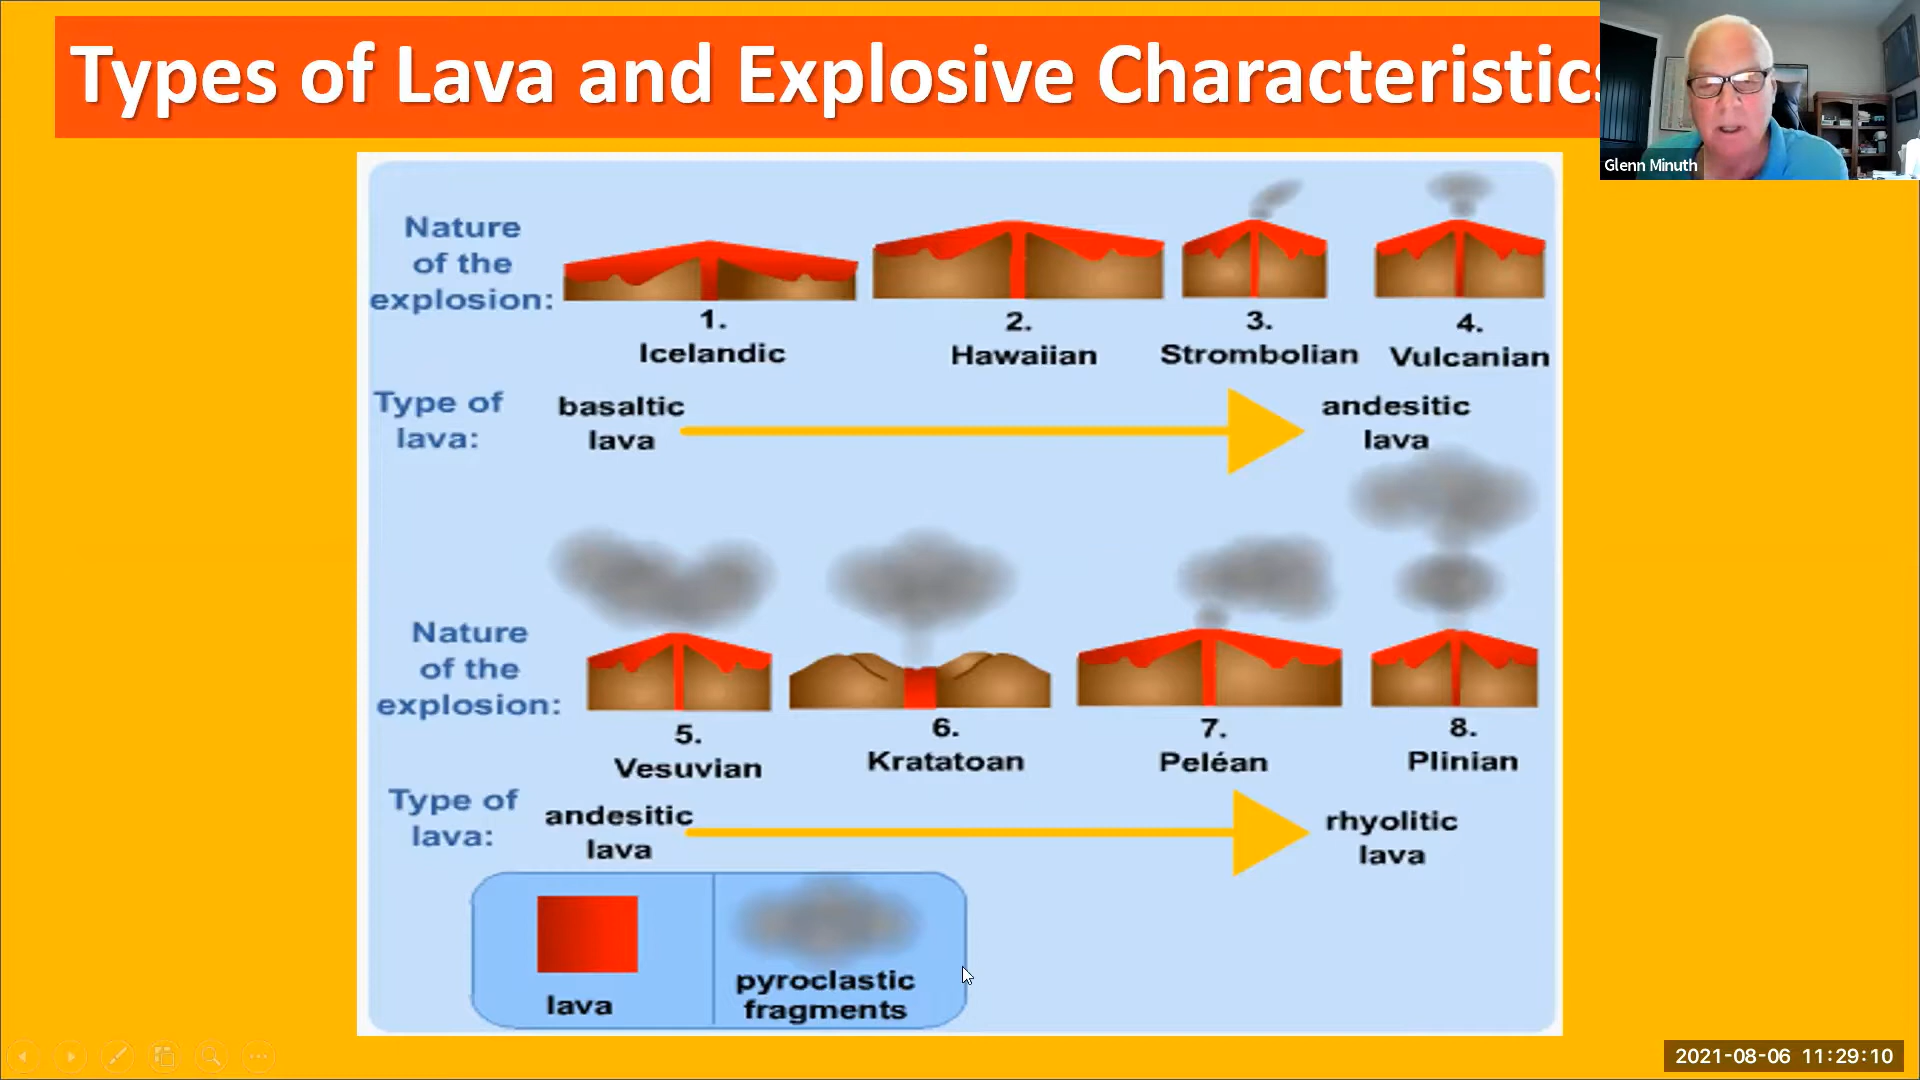 Types of Lava and Explosive Characteristics
Glenn Minuth
Nature
of the
explosion:
1.
Icelandic
2.
Hawaiian
3.
Strombolian
4.
Vulcanian
Type of
lava:
basaltic
lava
andesitic
lava
Nature
of the
explosion:
5.
Vesuvian
6.
Kratatoan
7.
Peléan
8.
Plinian
Type of
lava:
andesitic
lava
rhyolitic
lava
lava
pyroclastic
fragments
2021-08-06 11:29:10